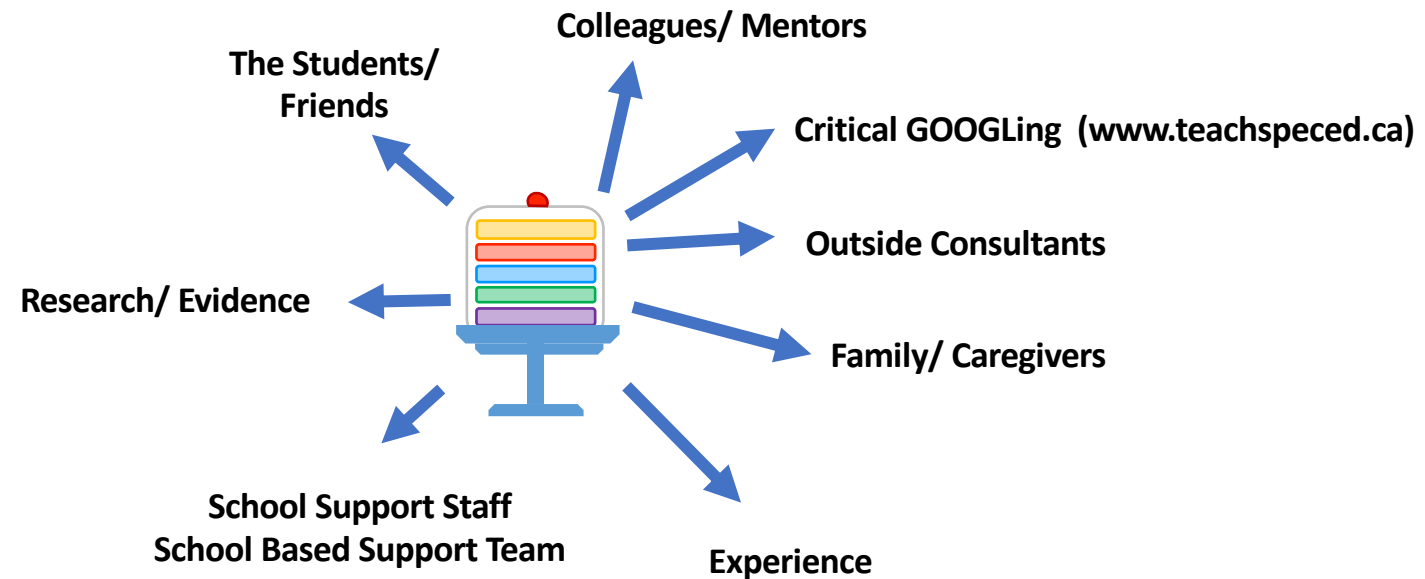 Colleagues/ Mentors
The Students/
Friends
Critical GOOGLing  (www.teachspeced.ca)
Outside Consultants
Research/ Evidence
Family/ Caregivers
School Support Staff
School Based Support Team
Experience